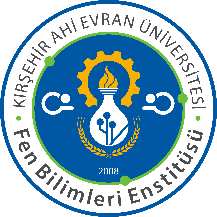 KIRŞEHİR AHİ EVRAN ÜNİVERSİTESİ
2008
Fen Bilimleri Enstitüsü